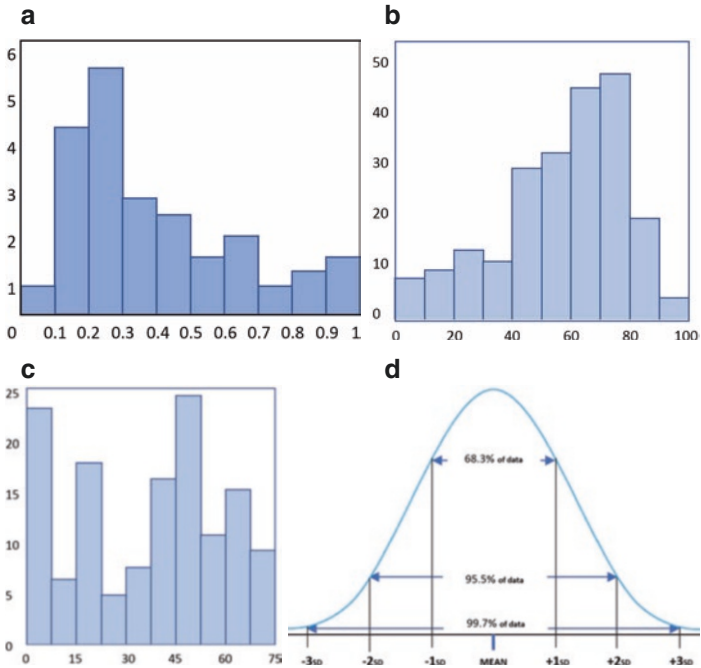 a
6
5
4
3
2
1
0 0.1 0.2 0.3 0.4 0.5 0.6 0.7 0.8 0.9 1.
b
50
40
30
20
10
0
0 20 40 60 80 100
c
25
20
15
10
5
0
0 15 30 45 60 75
d
68.3% of data
95.5% of data
99.7% of data
-3SD -2SD -1SD MEAN +1SD +2SD +3SD